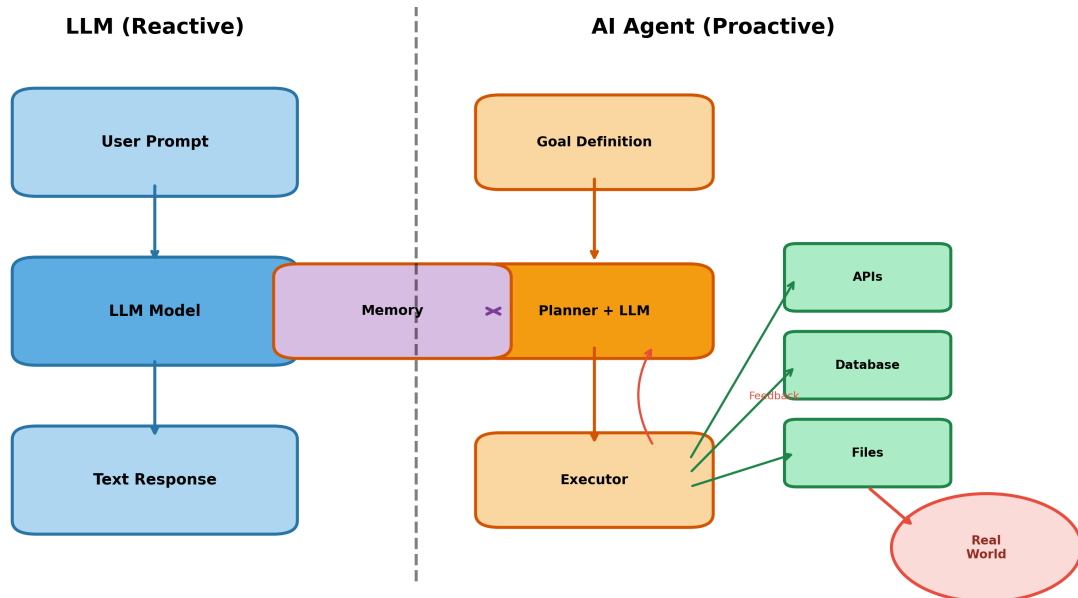 LLM (Reactive)
AI Agent (Proactive)
User Prompt
Goal Definition
APIs
LLM Model
Memory
Planner + LLM
Database
Feedback
Files
Text Response
Executor
Real
World